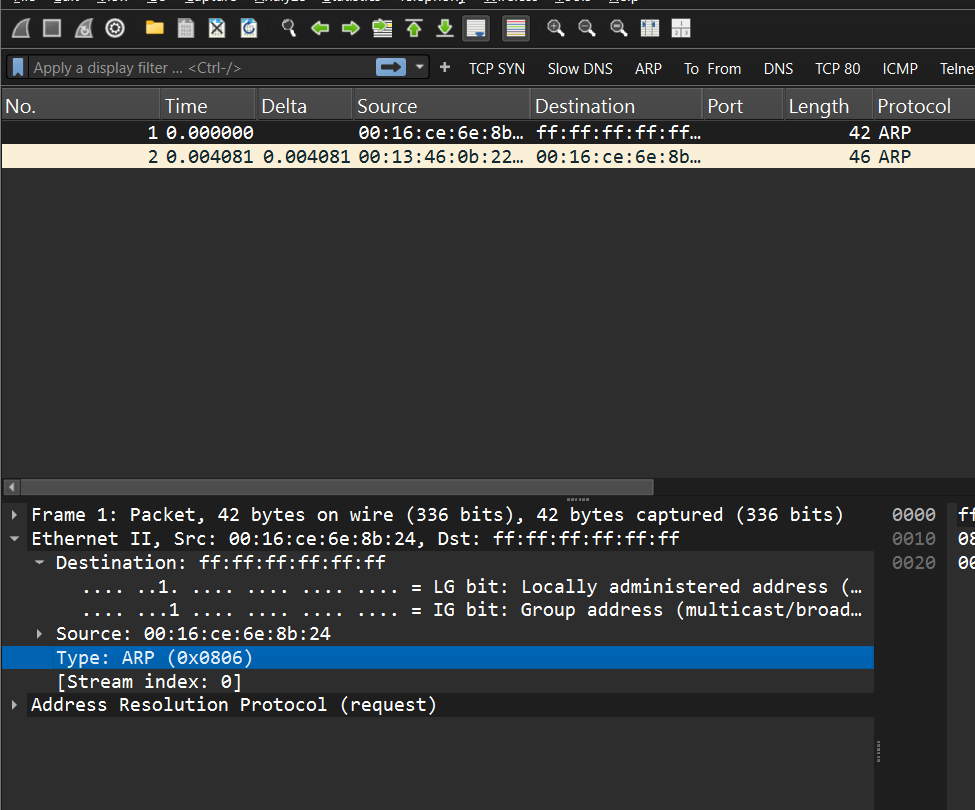 Apply a display filter ... <Ctrl-/>
+ TCP SYN Slow DNS ARP To From DNS TCP 80 ICMP Telne
No. Time Delta Source Destination Port Length Protocol
1 0.000000 00:16:ce:6e:8b... ff:ff:ff:ff:ff... 42 ARP
2 0.004081 0.004081 00:13:46:0b:22... 00:16:ce:6e:8b... 46 ARP
Frame 1: Packet, 42 bytes on wire (336 bits), 42 bytes captured (336 bits)
Ethernet II, Src: 00:16:ce:6e:8b:24, Dst: ff:ff:ff:ff:ff:ff
Destination: ff:ff:ff:ff:ff:ff
.... ..1. .... .... .... .... = LG bit: Locally administered address (…
.... ...1 .... .... .... .... = IG bit: Group address (multicast/broad…
Source: 00:16:ce:6e:8b:24
Type: ARP (0x0806)
[Stream index: 0]
Address Resolution Protocol (request)
0000 ff
0010 08
0020 00